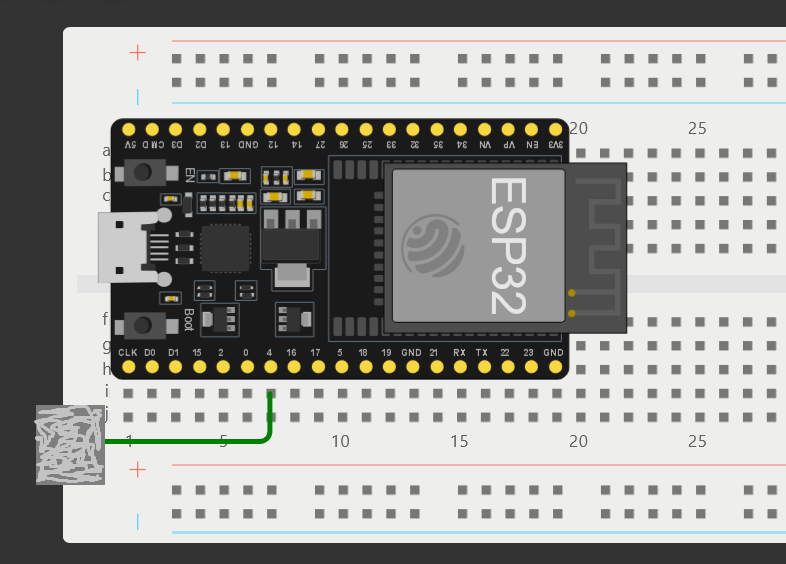 +
20 25
5V CMD D3 D2 13 GND 12 14 27 26 25 33 32 35 34 VN VP EN 3V3
a
b
c
EN
ESP32
Boot
f
g
CLK D0 D1 15 2 0 4 16 17 5 18 19 GND 21 RX TX 22 23 GND
h
i
j
1 5 10 15 20 25
+